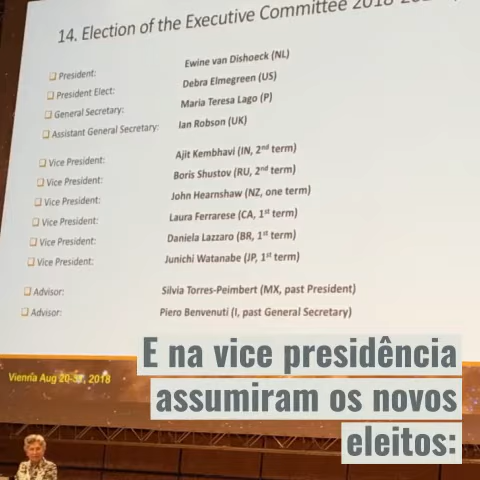 14. Election of the Executive Committee 2018-
President: Ewine van Dishoeck (NL)
President Elect: Debra Elmegreen (US)
General Secretary: Maria Teresa Lago (P)
Assistant General Secretary: Ian Robson (UK)
Vice President: Ajit Kembhavi (IN, 2nd term)
Vice President: Boris Shustov (RU, 2nd term)
Vice President: John Hearnshaw (NZ, one term)
Vice President: Laura Ferrarese (CA, 1st term)
Vice President: Daniela Lazzaro (BR, 1st term)
Vice President: Junichi Watanabe (JP, 1st term)
Advisor: Silvia Torres-Peimbert (MX, past President)
Advisor: Piero Benvenuti (I, past General Secretary)
Vienna Aug 20-31, 2018
E na vice presidência
assumiram os novos
eleitos: